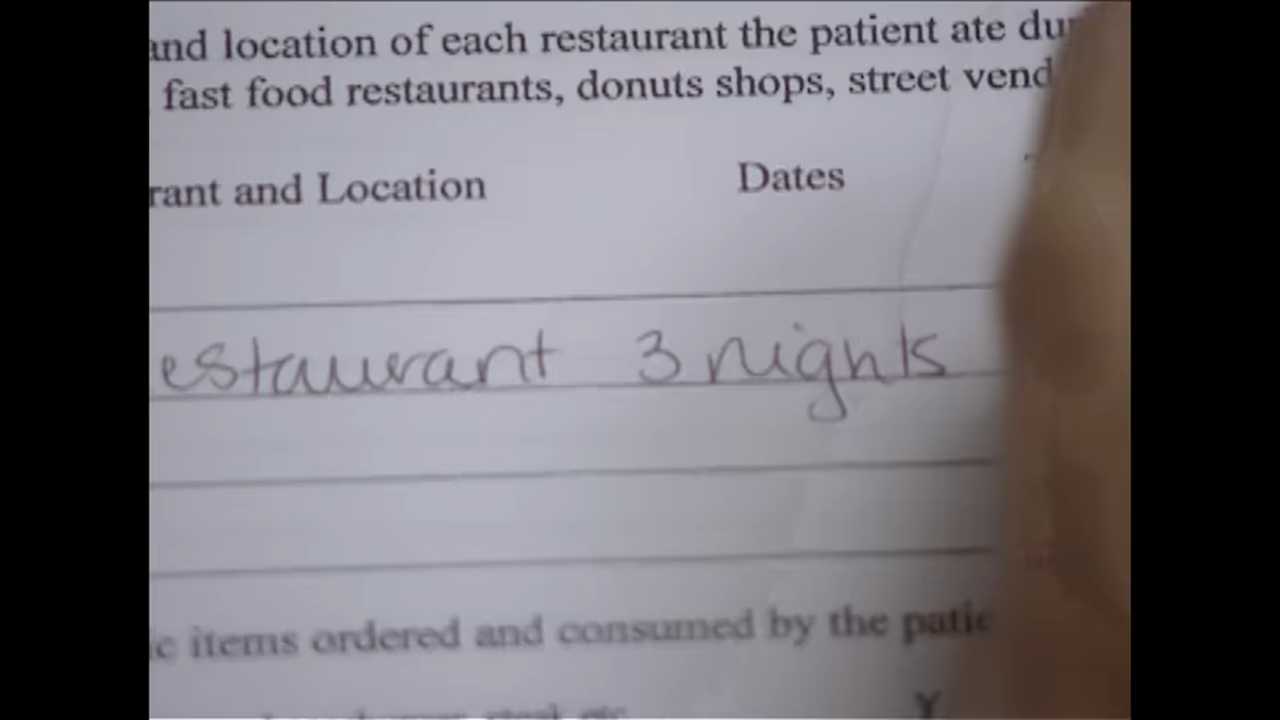 and location of each restaurant the patient ate du
fast food restaurants, donuts shops, street vend
rant and Location Dates
estaurant 3 nights
c items ordered and consumed by the patie
Y